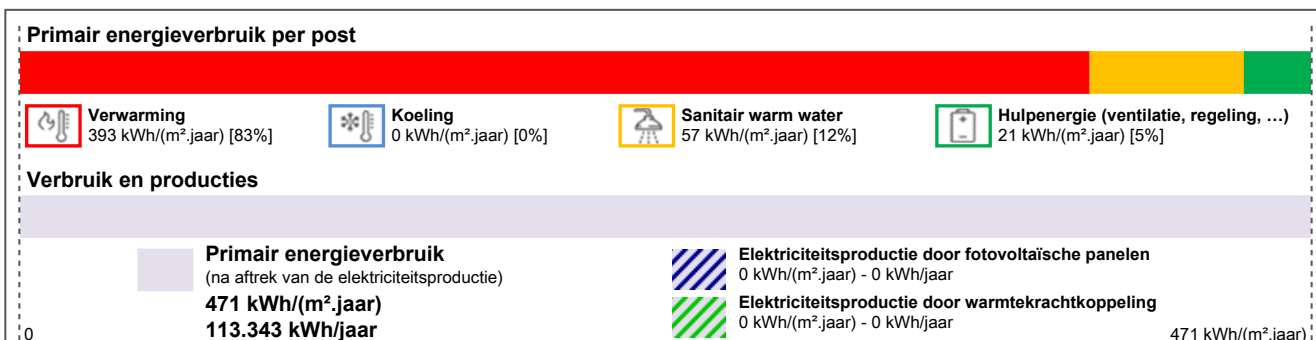 Primair energieverbruik per post
Verwarming
393 kWh/(m².jaar) [83%]
Koeling
0 kWh/(m².jaar) [0%]
Sanitair warm water
57 kWh/(m².jaar) [12%]
Hulpenergie (ventilatie, regeling, …)
21 kWh/(m².jaar) [5%]
Verbruik en producties
Primair energieverbruik
(na aftrek van de elektriciteitsproductie)
471 kWh/(m².jaar)
113.343 kWh/jaar
Elektriciteitsproductie door fotovoltaïsche panelen
0 kWh/(m².jaar) - 0 kWh/jaar
Elektriciteitsproductie door warmtekrachtkoppeling
0 kWh/(m².jaar) - 0 kWh/jaar
0
471 kWh/(m².jaar)